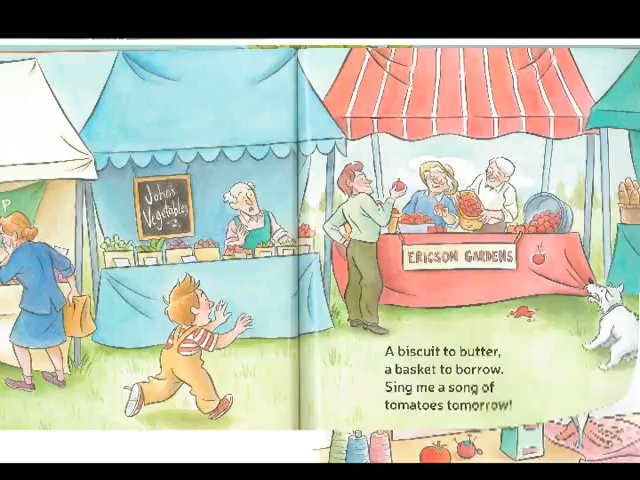 P
John's
Vegetables
ERICSON GARDENS
A biscuit to butter,
a basket to borrow.
Sing me a song of
tomatoes tomorrow!